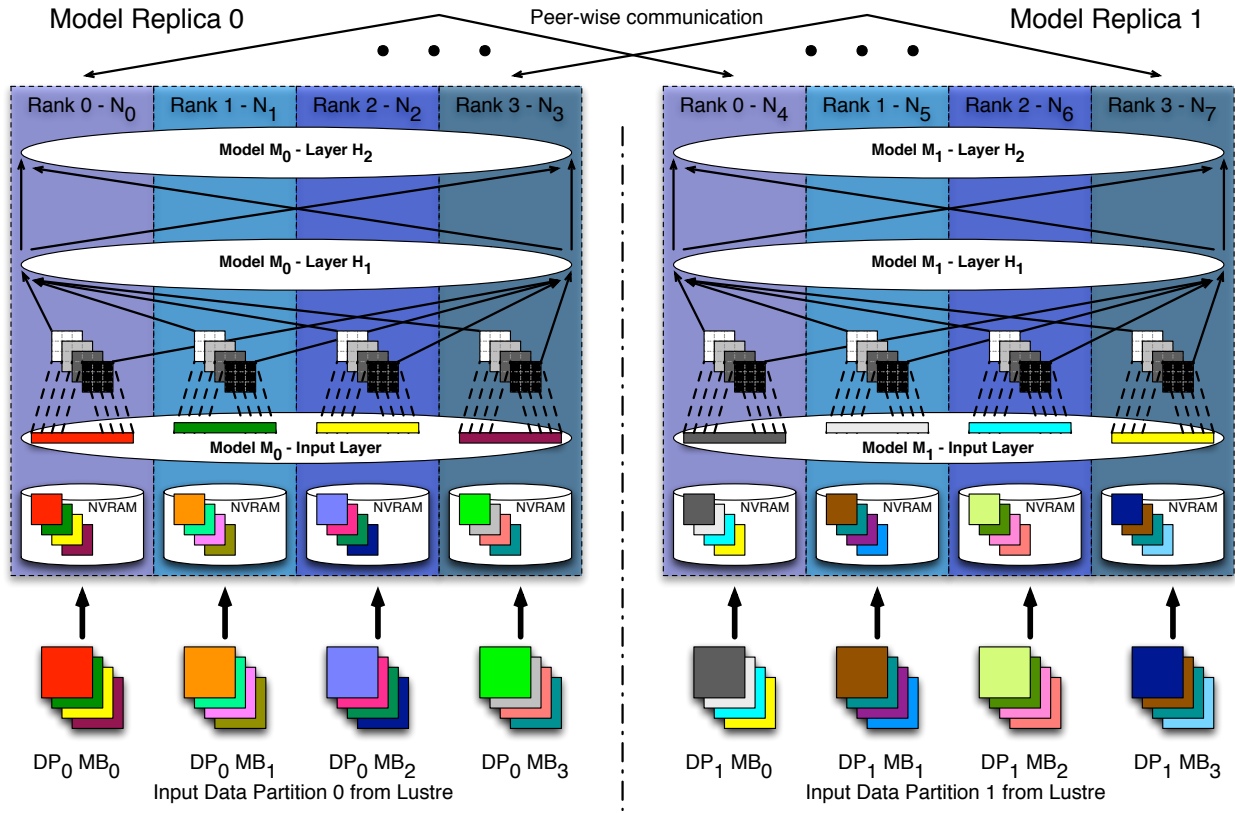 Model Replica 0
Peer-wise communication
Model Replica 1
Rank 0 - N0
Rank 1 - N1
Rank 2 - N2
Rank 3 - N3
Rank 0 - N4
Rank 1 - N5
Rank 2 - N6
Rank 3 - N7
Model M0 - Layer H2
Model M1 - Layer H2
Model M0 - Layer H1
Model M1 - Layer H1
Model M0 - Input Layer
Model M1 - Input Layer
NVRAM
NVRAM
NVRAM
NVRAM
NVRAM
NVRAM
NVRAM
NVRAM
DP0 MB0
DP0 MB1
DP0 MB2
DP0 MB3
DP1 MB0
DP1 MB1
DP1 MB2
DP1 MB3
Input Data Partition 0 from Lustre
Input Data Partition 1 from Lustre